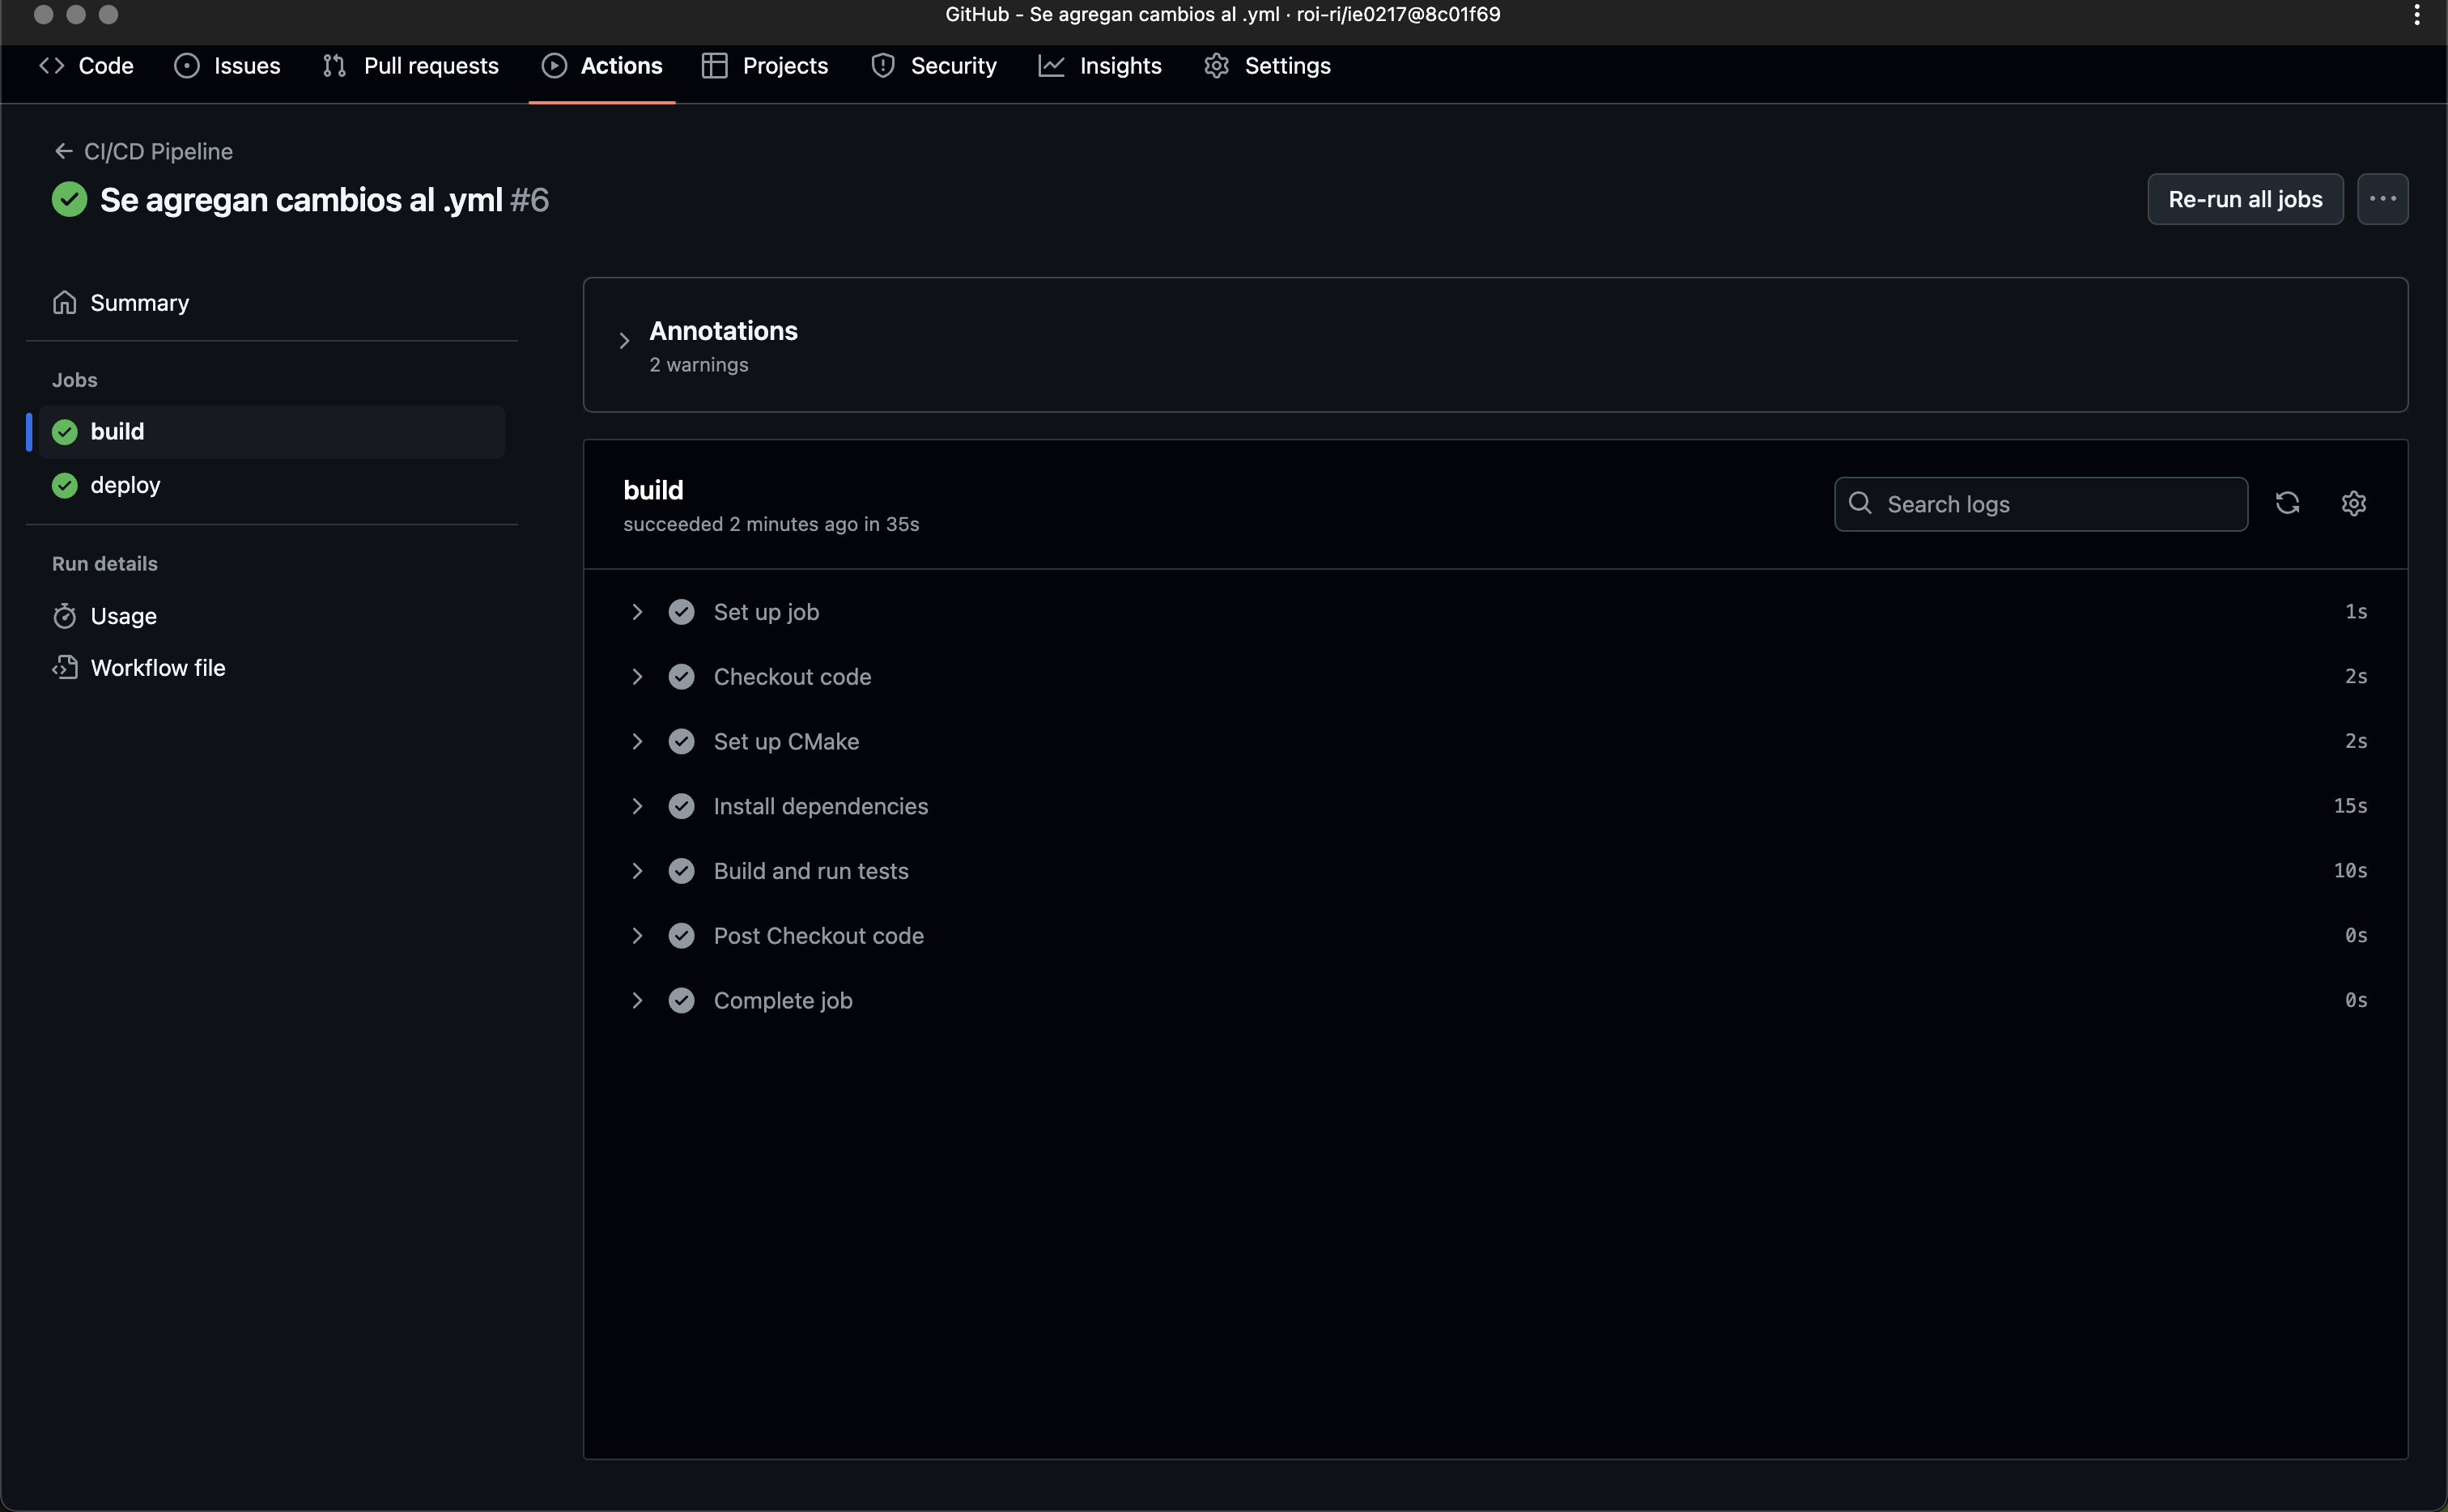 GitHub - Se agregan cambios al .yml · roi-ri/ie0217@8c01f69
Code Issues Pull requests Actions Projects Security Insights Settings
CI/CD Pipeline
Se agregan cambios al .yml #6
Re-run all jobs
Summary
Jobs
build
deploy
Run details
Usage
Workflow file
Annotations
2 warnings
build
succeeded 2 minutes ago in 35s
Search logs
Set up job 1s
Checkout code 2s
Set up CMake 2s
Install dependencies 15s
Build and run tests 10s
Post Checkout code 0s
Complete job 0s